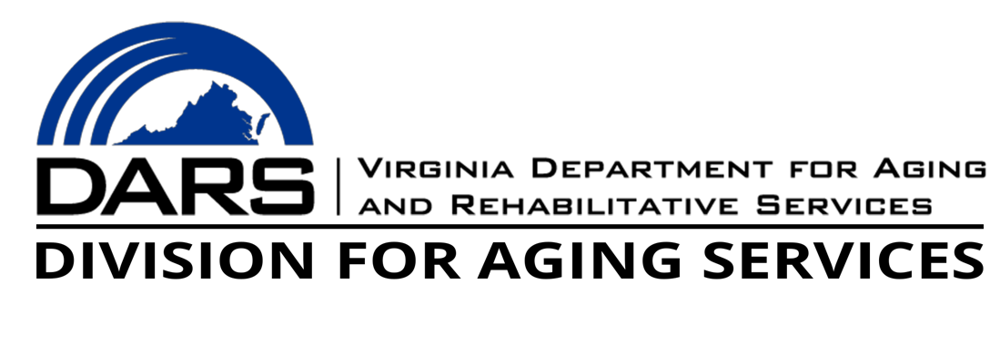 DARS
VIRGINIA DEPARTMENT FOR AGING
AND REHABILITATIVE SERVICES
DIVISION FOR AGING SERVICES